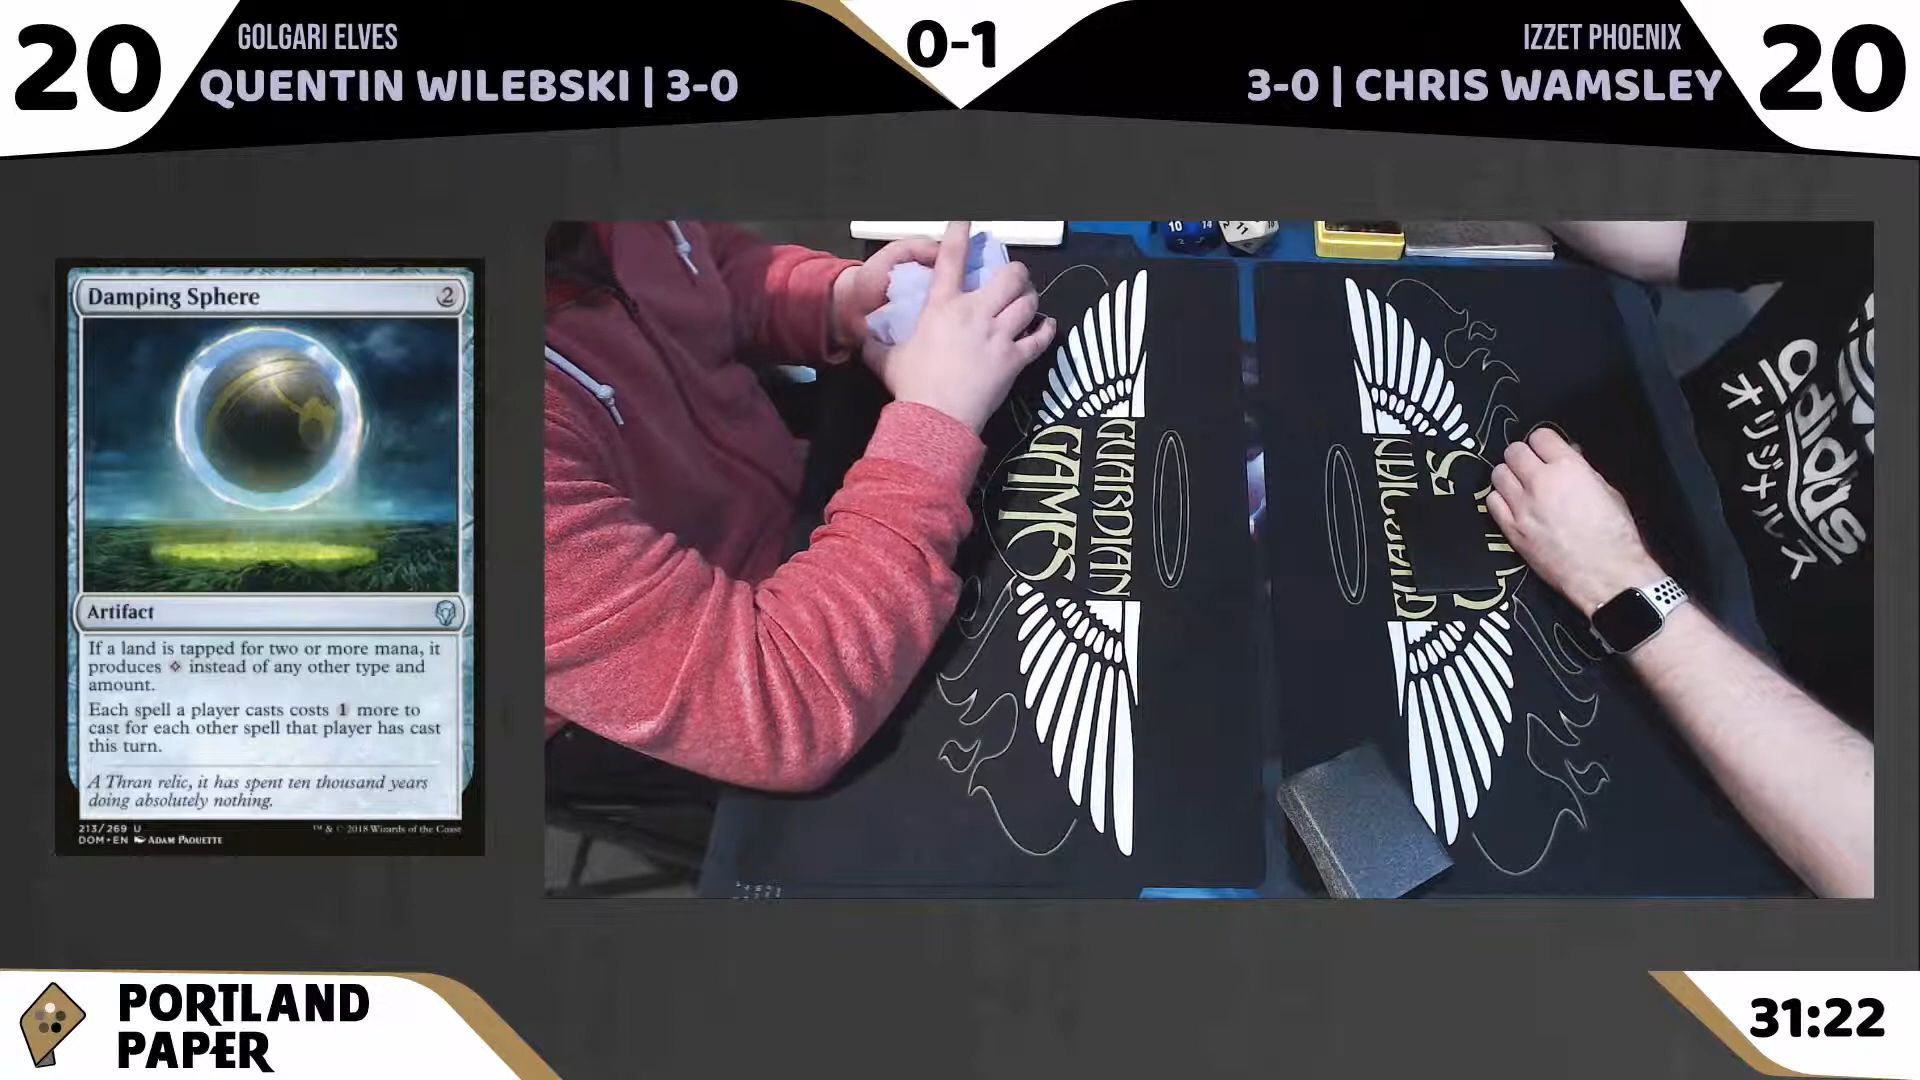 20
GOLGARI ELVES
QUENTIN WILEBSKI | 3-0
0-1
IZZET PHOENIX
3-0 | CHRIS WAMSLEY
20
Damping Sphere 2
Artifact
If a land is tapped for two or more mana, it
produces instead of any other type and
amount.
Each spell a player casts costs 1 more to
cast for each other spell that player has cast
this turn.
A Thran relic, it has spent ten thousand years
doing absolutely nothing.
213/269 U
DOM • EN ADAM PAQUETTE
™ & © 2018 Wizards of the Coast
10 14
2
11
GUARDIAN
GAMES
GUARDIAN
adidas
オリジナルス
PORTLAND
PAPER
31:22